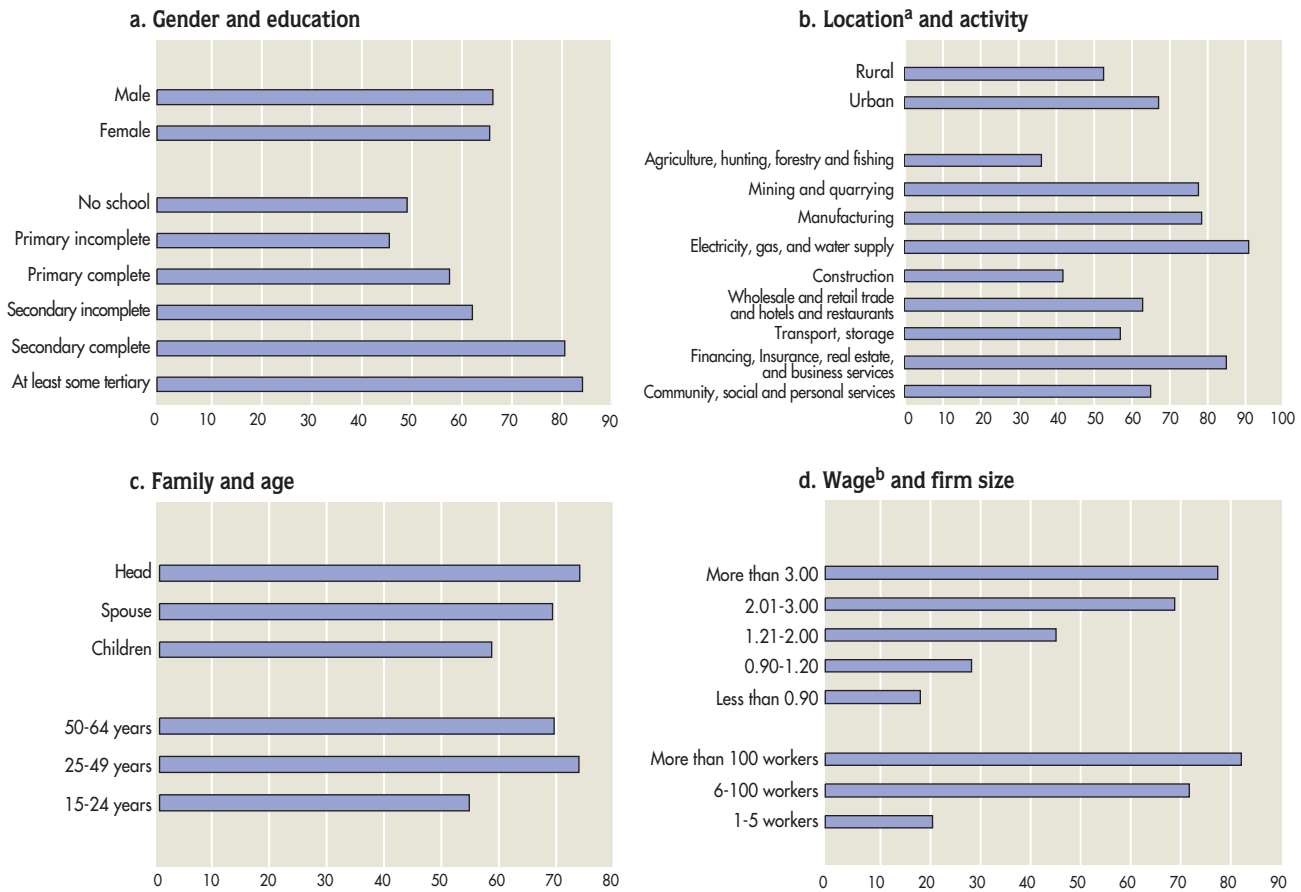 a. Gender and education
Male
Female
No school
Primary incomplete
Primary complete
Secondary incomplete
Secondary complete
At least some tertiary
0 10 20 30 40 50 60 70 80 90
b. Locationª and activity
Rural
Urban
Agriculture, hunting, forestry and fishing
Mining and quarrying
Manufacturing
Electricity, gas, and water supply
Construction
Wholesale and retail trade
and hotels and restaurants
Transport, storage
Financing, Insurance, real estate,
and business services
Community, social and personal services
0 10 20 30 40 50 60 70 80 90 100
c. Family and age
Head
Spouse
Children
50-64 years
25-49 years
15-24 years
0 10 20 30 40 50 60 70 80
d. Wageᵇ and firm size
More than 3.00
2.01-3.00
1.21-2.00
0.90-1.20
Less than 0.90
More than 100 workers
6-100 workers
1-5 workers
0 10 20 30 40 50 60 70 80 90